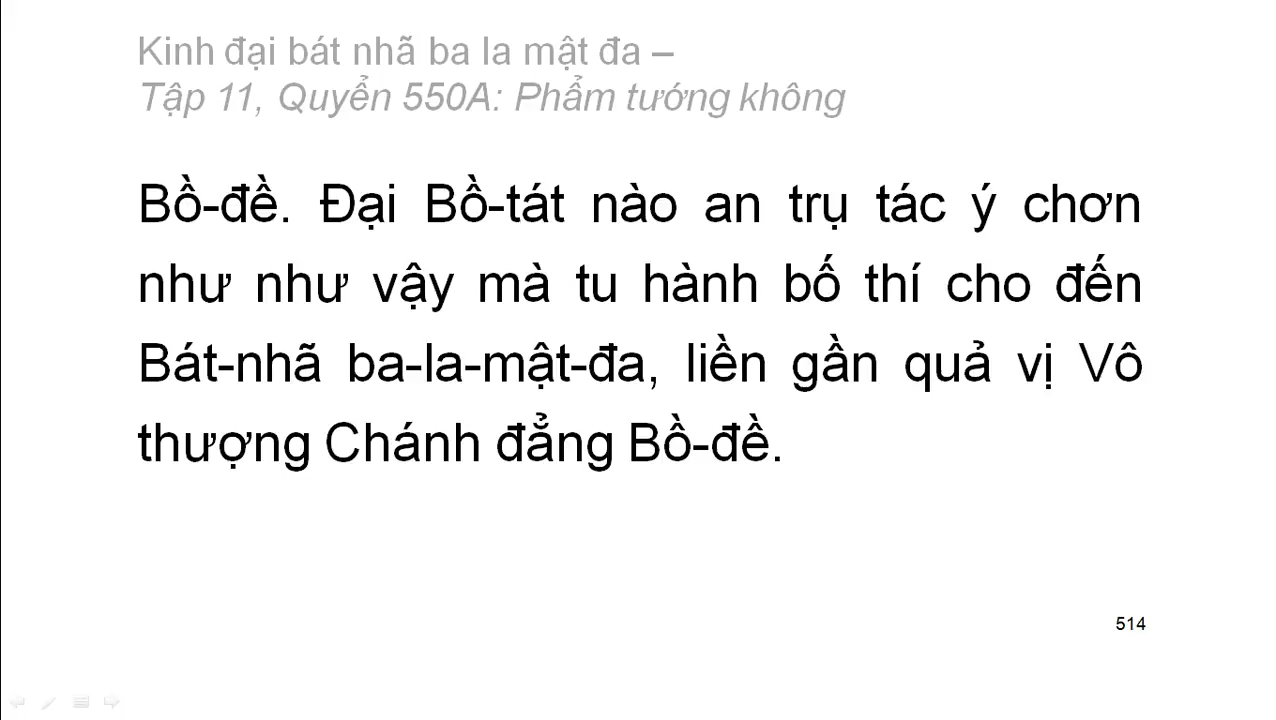 Kinh đại bát nhã ba la mật đa –
Tập 11, Quyển 550A: Phẩm tướng không
Bồ-đề. Đại Bồ-tát nào an trụ tác ý chơn
như như vậy mà tu hành bố thí cho đến
Bát-nhã ba-la-mật-đa, liền gần quả vị Vô
thượng Chánh đẳng Bồ-đề.
514